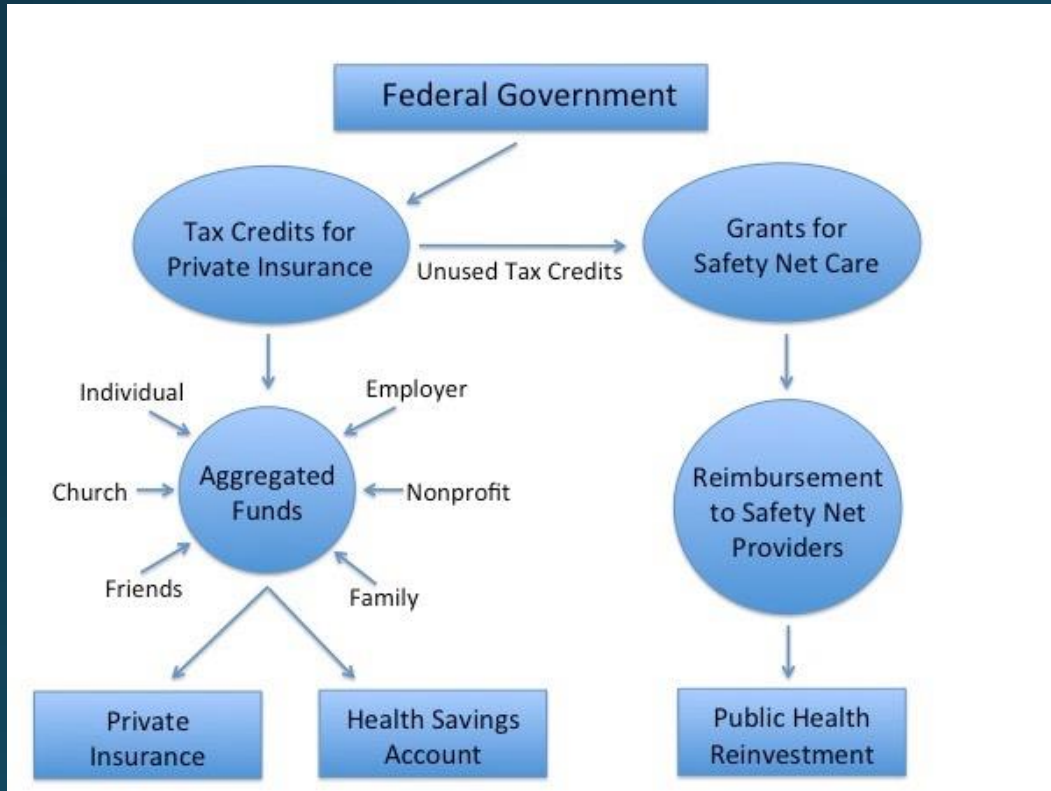 Federal Government
Tax Credits for
Private Insurance
Unused Tax Credits
Grants for
Safety Net Care
Individual
Employer
Church
Aggregated
Funds
Nonprofit
Friends
Family
Reimbursement
to Safety Net
Providers
Private
Insurance
Health Savings
Account
Public Health
Reinvestment